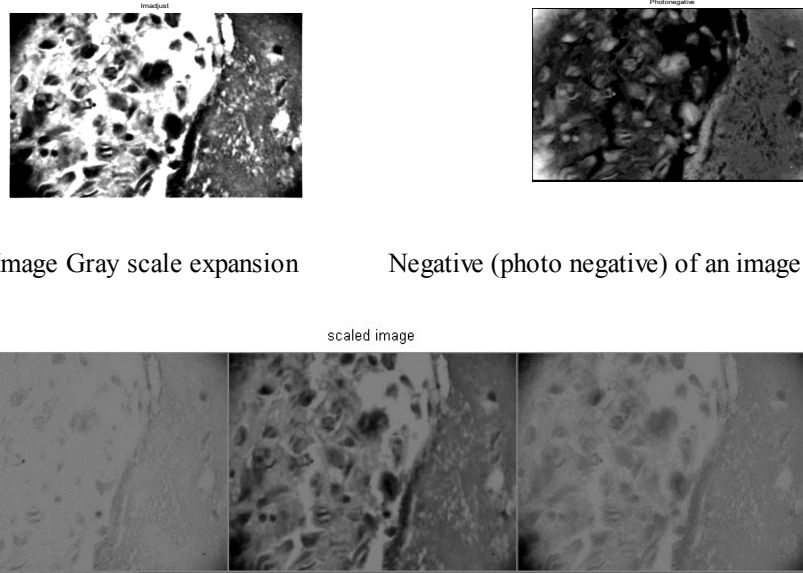 Imadjust
Photonegative
Image Gray scale expansion
Negative (photo negative) of an image
scaled image